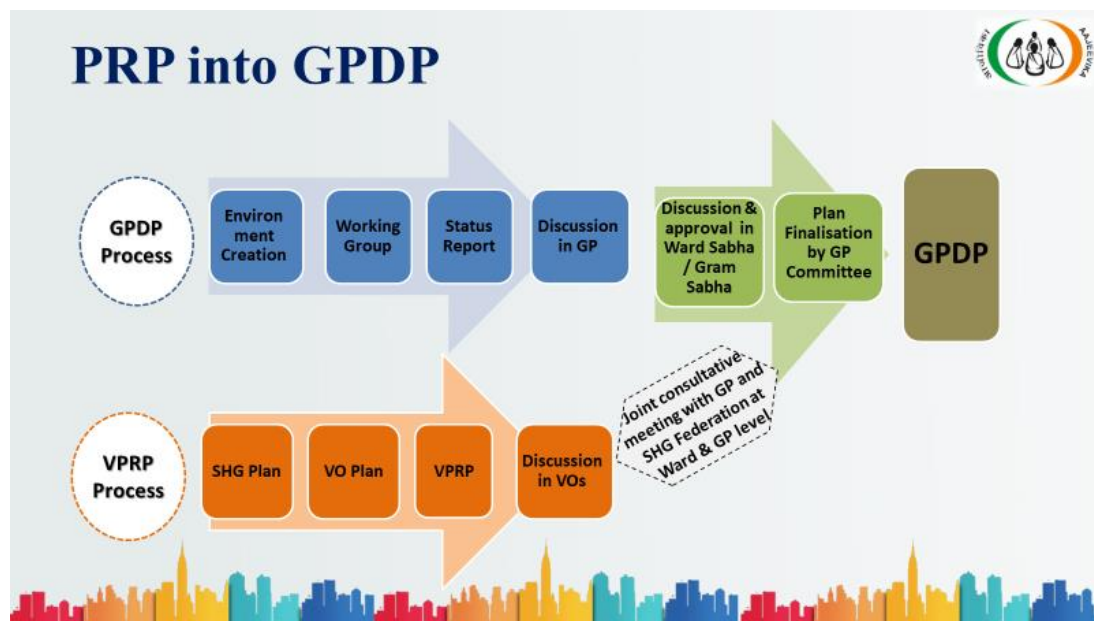 PRP into GPDP
आजीविका
AAJEEVIKA
GPDP
Process
Environ
ment
Creation
Working
Group
Status
Report
Discussion
in GP
Discussion &
approval in
Ward Sabha
/ Gram
Sabha
Plan
Finalisation
by GP
Committee
GPDP
Joint consultative
meeting with GP and
SHG Federation at
Ward & GP level
VPRP
Process
SHG Plan
VO Plan
VPRP
Discussion
in VOs